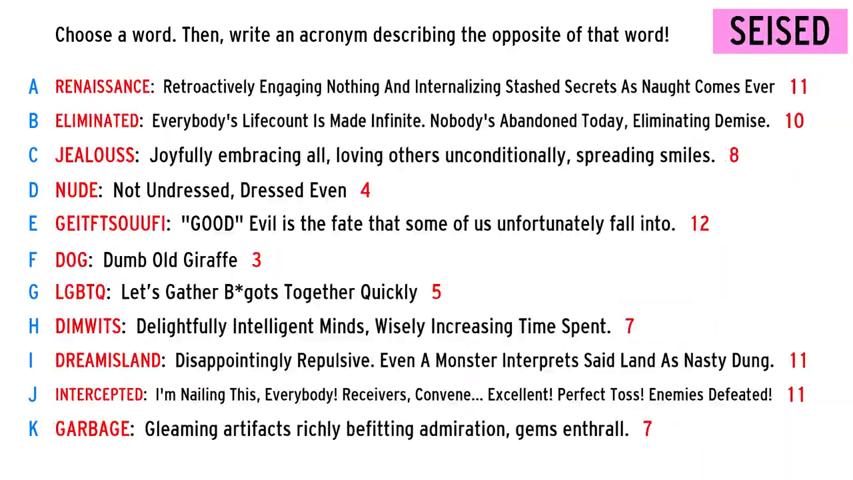 Choose a word. Then, write an acronym describing the opposite of that word!
SEISED
A RENAISSANCE: Retroactively Engaging Nothing And Internalizing Stashed Secrets As Naught Comes Ever 11
B ELIMINATED: Everybody's Lifecount Is Made Infinite. Nobody's Abandoned Today, Eliminating Demise. 10
C JEALOUSS: Joyfully embracing all, loving others unconditionally, spreading smiles. 8
D NUDE: Not Undressed, Dressed Even 4
E GEITFTSOUUFI: "GOOD" Evil is the fate that some of us unfortunately fall into. 12
F DOG: Dumb Old Giraffe 3
G LGBTQ: Let's Gather B*gots Together Quickly 5
H DIMWITS: Delightfully Intelligent Minds, Wisely Increasing Time Spent. 7
I DREAMISLAND: Disappointingly Repulsive. Even A Monster Interprets Said Land As Nasty Dung. 11
J INTERCEPTED: I'm Nailing This, Everybody! Receivers, Convene... Excellent! Perfect Toss! Enemies Defeated! 11
K GARBAGE: Gleaming artifacts richly befitting admiration, gems enthrall. 7